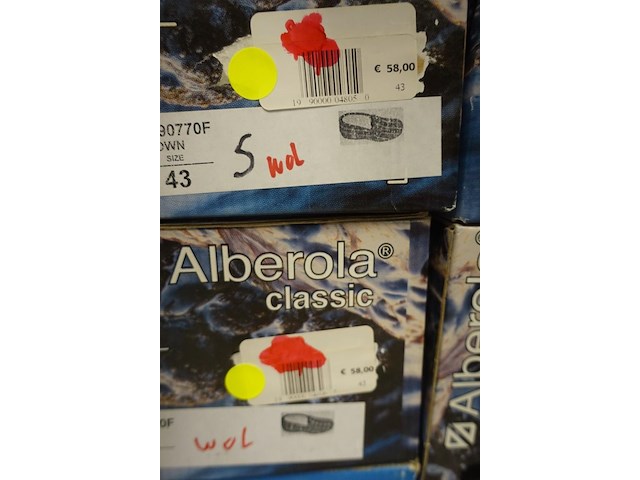 € 58,00
19 90000 04805 0
43
90770F
OWN
SIZE
43
5 wol
Alberola®
classic
€ 58,00
43
0F
wol
Alberola